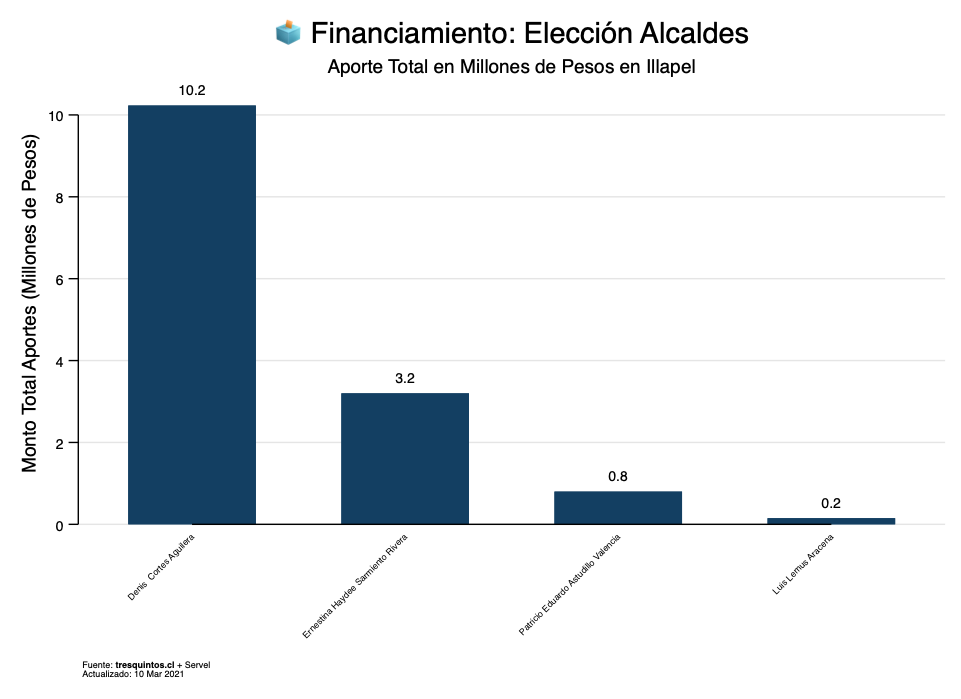 Financiamiento: Elección Alcaldes
Aporte Total en Millones de Pesos en Illapel
Monto Total Aportes (Millones de Pesos)
10
8
6
4
2
0
10.2
3.2
0.8
0.2
Denis Cortes Aguilera
Ernestina Haydee Sarmiento Rivera
Patricio Eduardo Astudillo Valencia
Luis Lemus Aracena
Fuente: tresquintos.cl + Servel
Actualizado: 10 Mar 2021